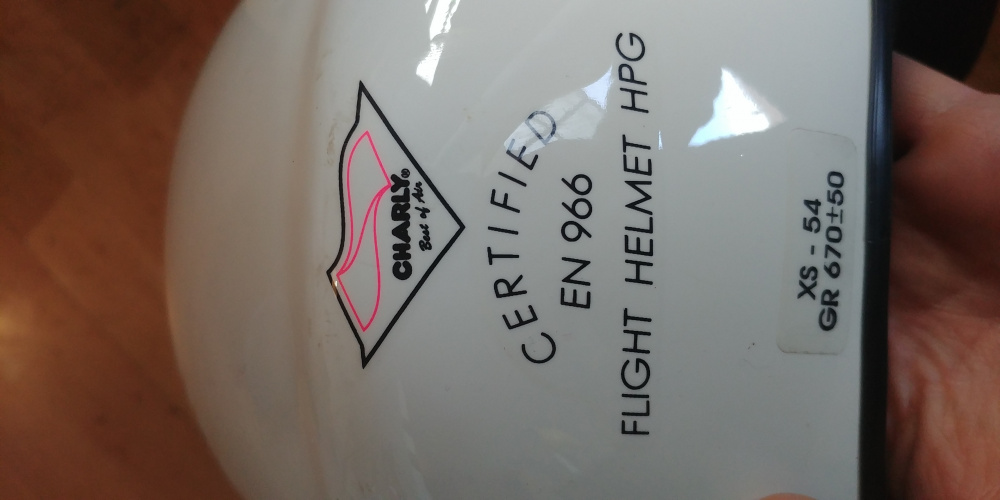 CHARLY®
Best of Air
CERTIFIED
EN 966
FLIGHT HELMET HPG
XS - 54
GR 670±50